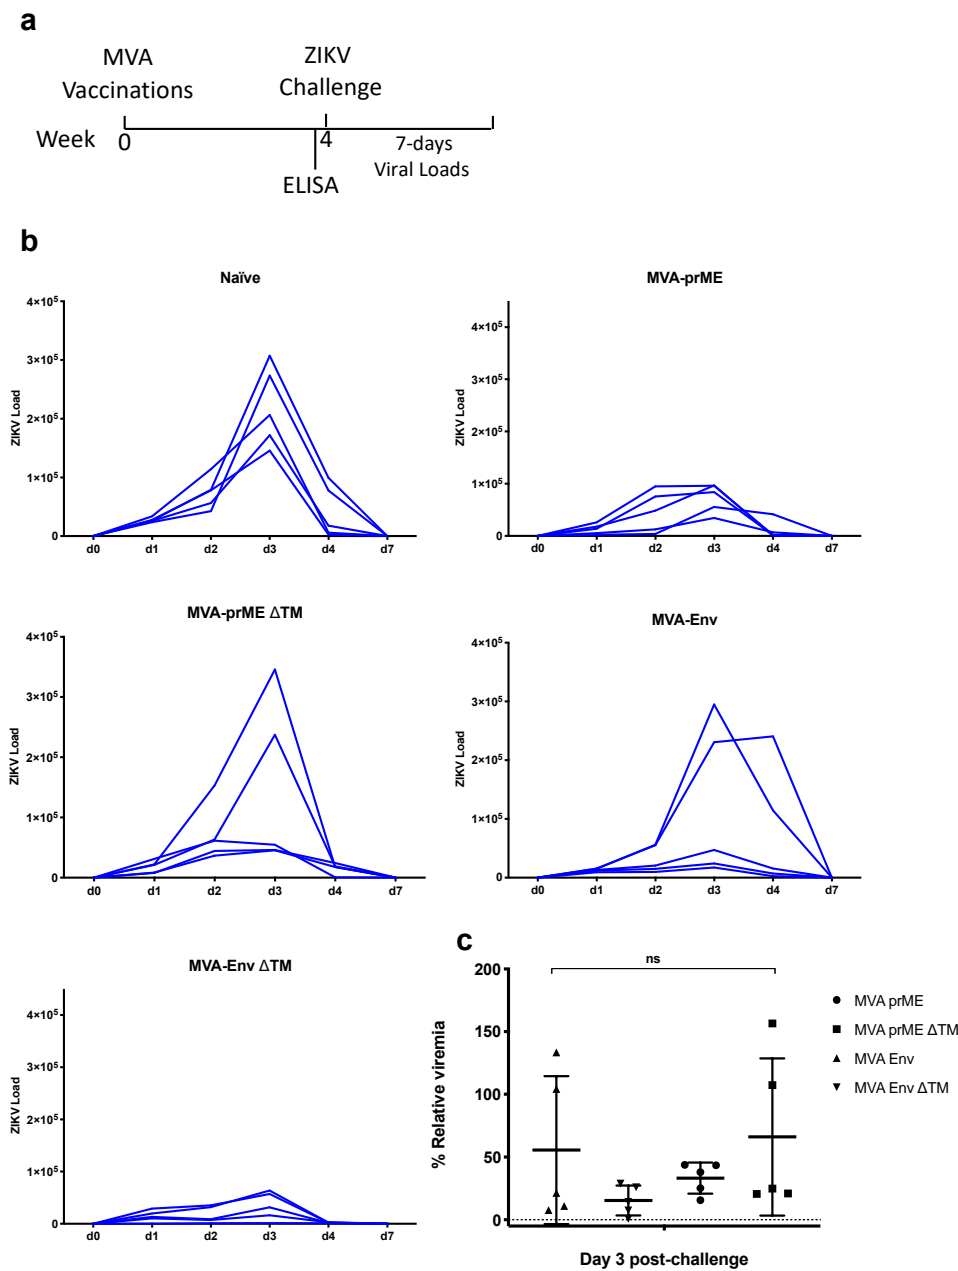 a
MVA
Vaccinations
ZIKV
Challenge
Week
0
4
7-days
Viral Loads
ELISA
b
Naïve
ZIKV Load
4×10⁵
3×10⁵
2×10⁵
1×10⁵
0
d0 d1 d2 d3 d4 d7
MVA-prME
ZIKV Load
4×10⁵
3×10⁵
2×10⁵
1×10⁵
0
d0 d1 d2 d3 d4 d7
MVA-prME ΔTM
ZIKV Load
4×10⁵
3×10⁵
2×10⁵
1×10⁵
0
d0 d1 d2 d3 d4 d7
MVA-Env
ZIKV Load
4×10⁵
3×10⁵
2×10⁵
1×10⁵
0
d0 d1 d2 d3 d4 d7
MVA-Env ΔTM
ZIKV Load
4×10⁵
3×10⁵
2×10⁵
1×10⁵
0
d0 d1 d2 d3 d4 d7
c
% Relative viremia
200
150
100
50
0
ns
Day 3 post-challenge
MVA prME
MVA prME ΔTM
MVA Env
MVA Env ΔTM